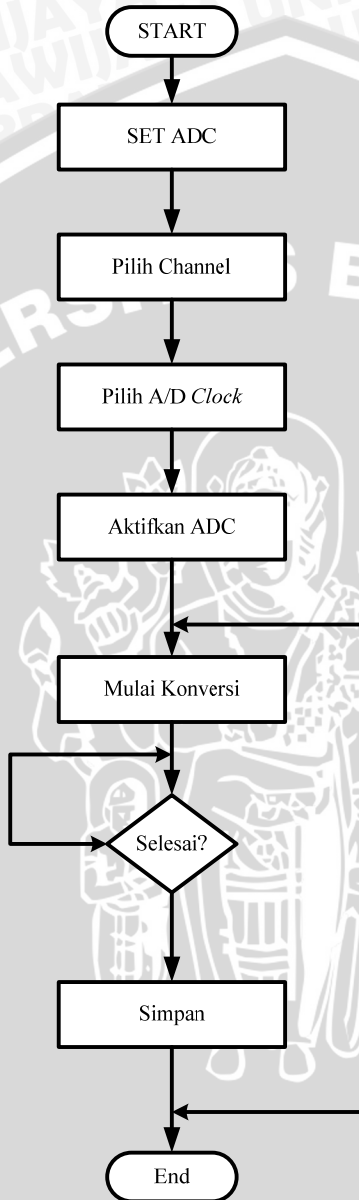 START
SET ADC
Pilih Channel
Pilih A/D Clock
Aktifkan ADC
Mulai Konversi
Selesai?
Simpan
End